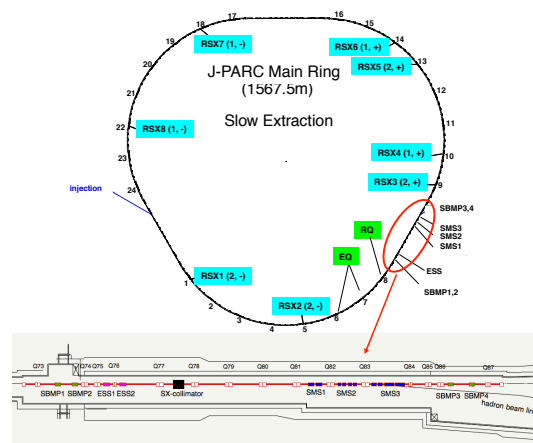 18
17
16
15
14
RSX7 (1, -)
RSX6 (1, +)
19
RSX5 (2, +)
13
J-PARC Main Ring
20
(1567.5m)
12
21
Slow Extraction
11
22
RSX8 (1, -)
RSX4 (1, +)
10
23
RSX3 (2, +)
9
24
injection
SBMP3,4
RQ
SMS3
SMS2
SMS1
EQ
ESS
1
RSX1 (2, -)
8
SBMP1,2
7
2
RSX2 (2, -)
6
3
4
5
Q73 Q74 Q75 Q76 Q77 Q78 Q79 Q80 Q81 Q82 Q83 Q84 Q85 Q86 Q87
SBMP1 SBMP2 ESS1 ESS2 SX-collimator SMS1 SMS2 SMS3 SBMP3 SBMP4
hadron beam lin